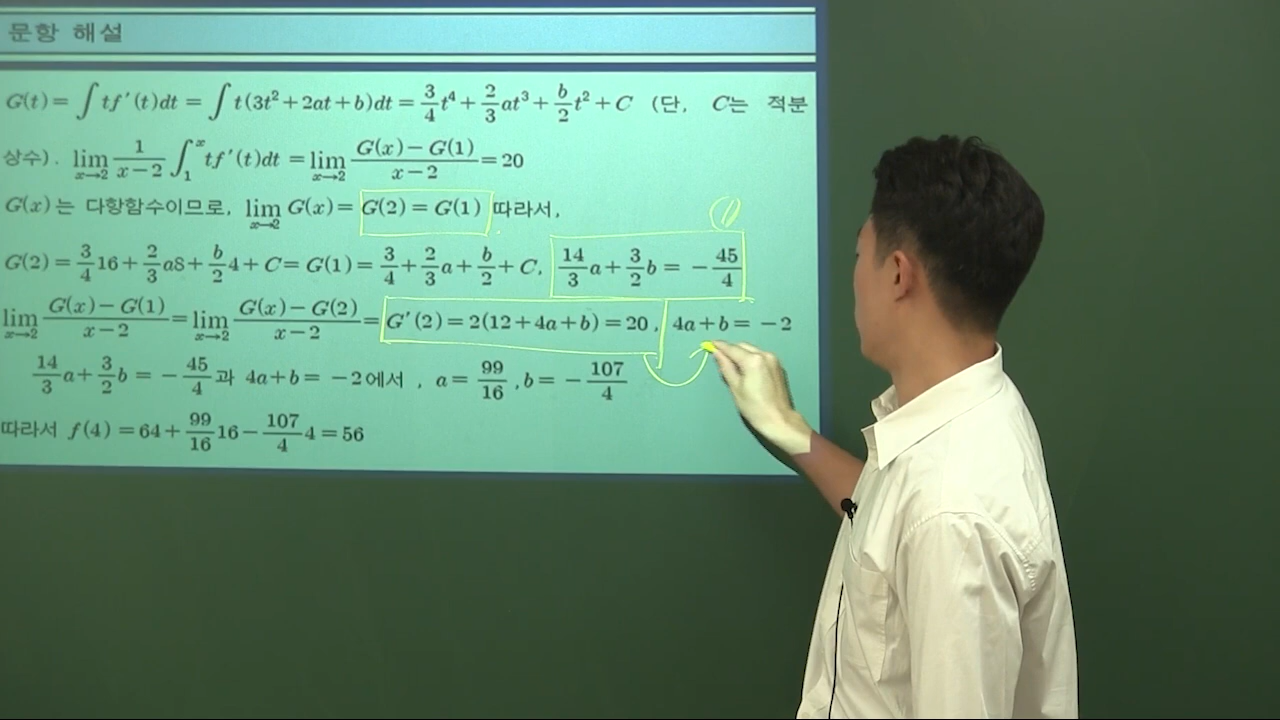 문항 해설
G(t) = ∫ tf′(t)dt = ∫ t(3t² + 2at + b)dt = 3/4 t⁴ + 2/3 at³ + b/2 t² + C (단, C는 적분
상수). lim_{x→2} 1/(x−2) ∫₁ˣ tf′(t)dt = lim_{x→2} (G(x) − G(1))/(x−2) = 20
G(x)는 다항함수이므로, lim_{x→2} G(x) = G(2) = G(1) 따라서, ①
G(2) = 3/4 16 + 2/3 a8 + b/2 4 + C = G(1) = 3/4 + 2/3 a + b/2 + C, 14/3 a + 3/2 b = − 45/4
lim_{x→2} (G(x) − G(1))/(x−2) = lim_{x→2} (G(x) − G(2))/(x−2) = G′(2) = 2(12 + 4a + b) = 20, 4a + b = −2
14/3 a + 3/2 b = − 45/4 과 4a + b = −2에서 , a = 99/16 , b = − 107/4
따라서 f(4) = 64 + 99/16 16 − 107/4 4 = 56